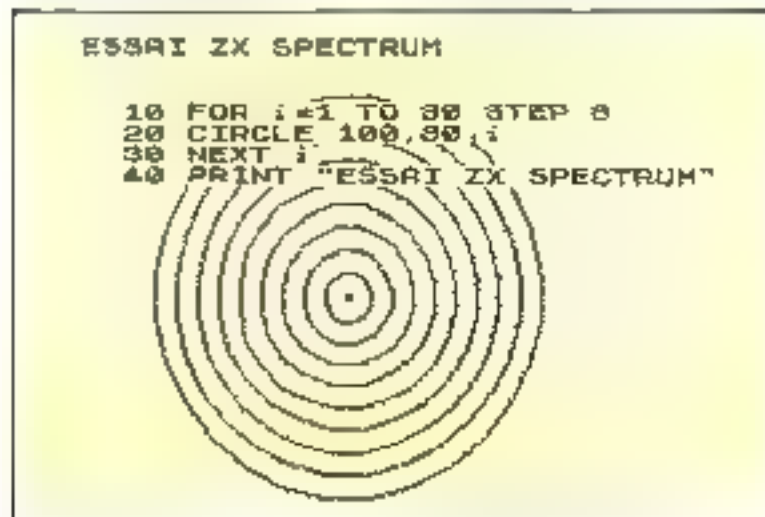 ESSAI ZX SPECTRUM
10 FOR i=1 TO 80 STEP 8
20 CIRCLE 100,80,i
30 NEXT i
40 PRINT "ESSAI ZX SPECTRUM"